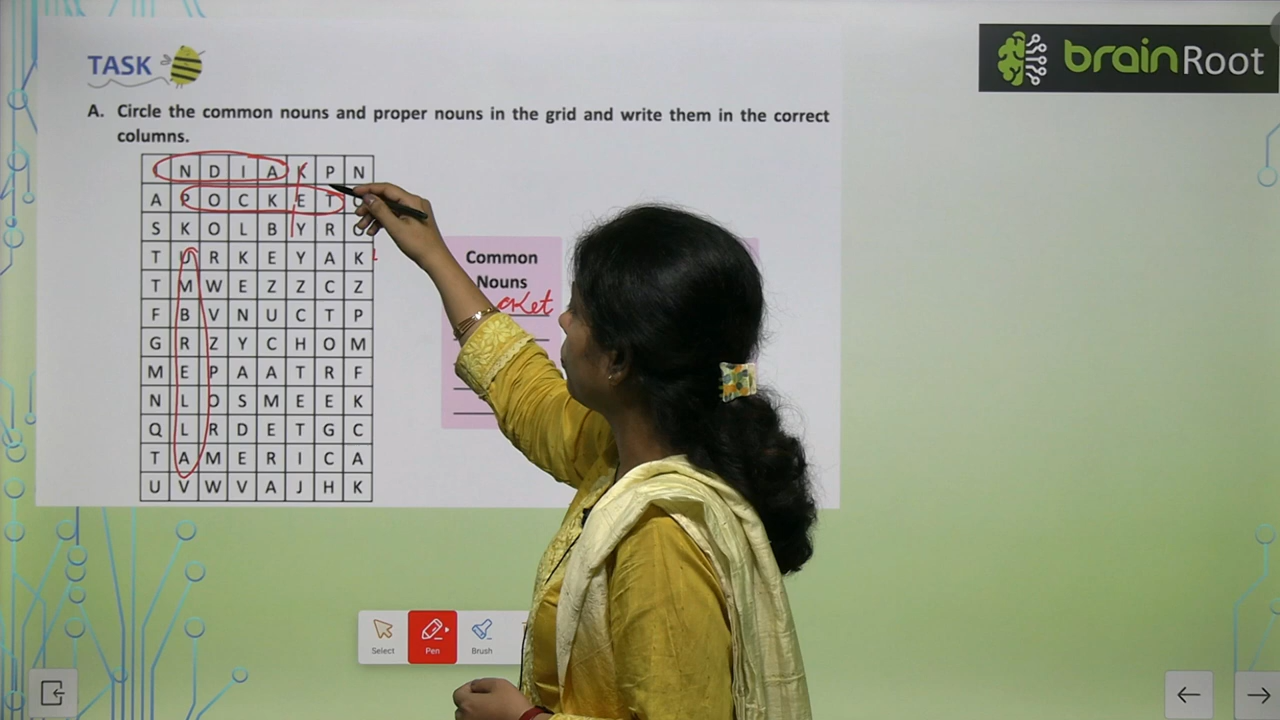 brainRoot
TASK
A. Circle the common nouns and proper nouns in the grid and write them in the correct
columns.
N D I A K P N
A P O C K E T
S K O L B Y R
T U R K E Y A K
T M W E Z Z C Z
F B V N U C T P
G R Z Y C H O M
M E P A A T R F
N L O S M E E K
Q L R D E T G C
T A M E R I C A
U V W V A J H K
Common
Nouns
Select
Pen
Brush